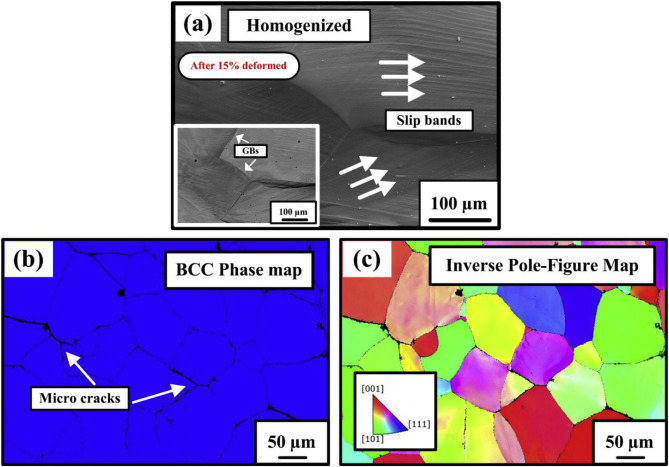 (a)
Homogenized
After 15% deformed
Slip bands
GBs
100 μm
100 μm
(b)
BCC Phase map
Micro cracks
50 μm
(c)
Inverse Pole-Figure Map
[001]
[111]
[101]
50 μm